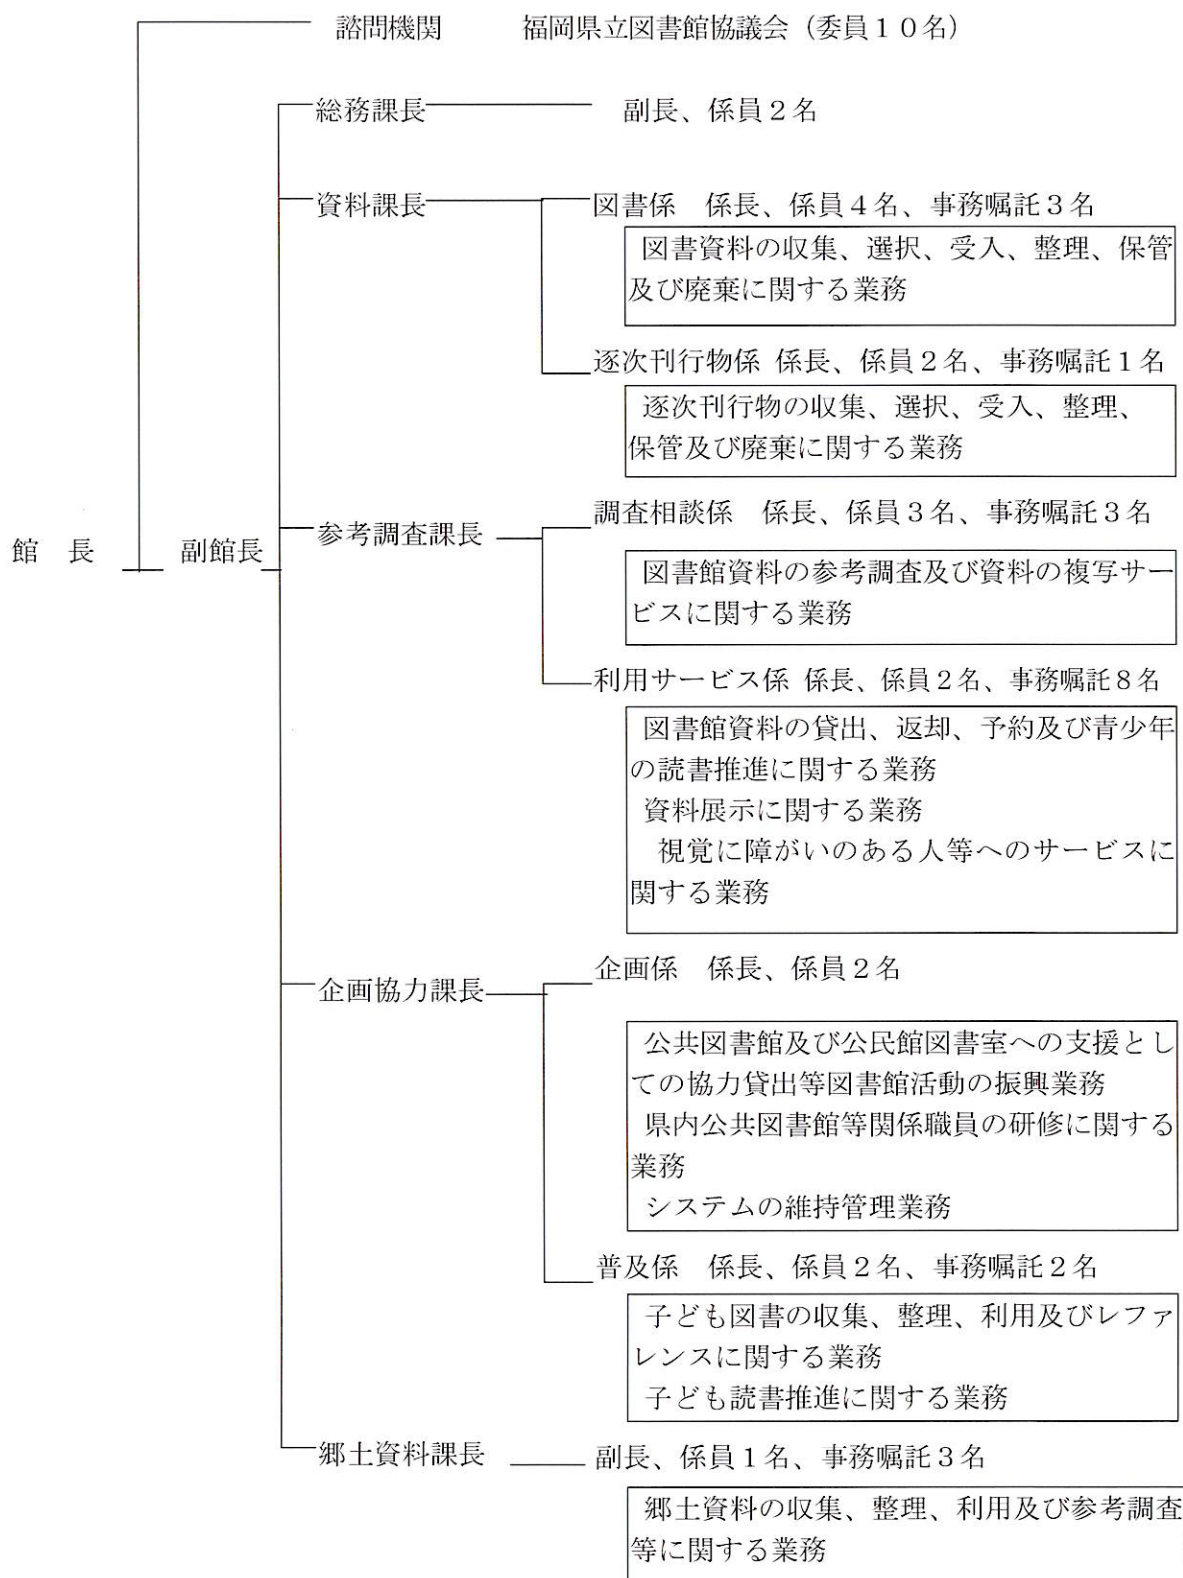 諮問機関　福岡県立図書館協議会（委員１０名）
総務課長　副長、係員２名
資料課長　図書係　係長、係員４名、事務嘱託３名
図書資料の収集、選択、受入、整理、保管
及び廃棄に関する業務
逐次刊行物係 係長、係員２名、事務嘱託１名
逐次刊行物の収集、選択、受入、整理、
保管及び廃棄に関する業務
館　長　副館長　参考調査課長　調査相談係　係長、係員３名、事務嘱託３名
図書館資料の参考調査及び資料の複写サー
ビスに関する業務
利用サービス係 係長、係員２名、事務嘱託８名
図書館資料の貸出、返却、予約及び青少年
の読書推進に関する業務
資料展示に関する業務
視覚に障がいのある人等へのサービスに
関する業務
企画協力課長　企画係　係長、係員２名
公共図書館及び公民館図書室への支援とし
ての協力貸出等図書館活動の振興業務
県内公共図書館等関係職員の研修に関する
業務
システムの維持管理業務
普及係　係長、係員２名、事務嘱託２名
子ども図書の収集、整理、利用及びレファ
レンスに関する業務
子ども読書推進に関する業務
郷土資料課長　副長、係員１名、事務嘱託３名
郷土資料の収集、整理、利用及び参考調査
等に関する業務